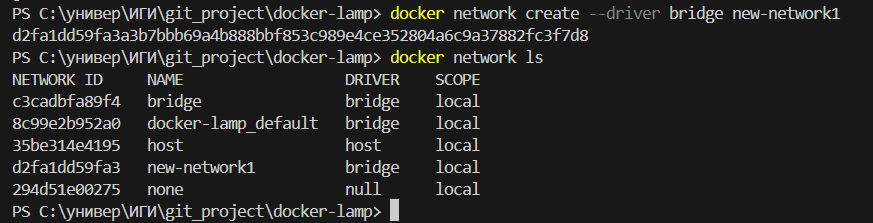 PS C:\универ\ИГИ\git_project\docker-lamp> docker network create --driver bridge new-network1
d2fa1dd59fa3a3b7bbb69a4b888bbf853c989e4ce352804a6c9a37882fc3f7d8
PS C:\универ\ИГИ\git_project\docker-lamp> docker network ls
NETWORK ID     NAME                  DRIVER    SCOPE
c3cadbfa89f4   bridge                bridge    local
8c99e2b952a0   docker-lamp_default   bridge    local
35be314e4195   host                  host      local
d2fa1dd59fa3   new-network1          bridge    local
294d51e00275   none                  null      local
PS C:\универ\ИГИ\git_project\docker-lamp>